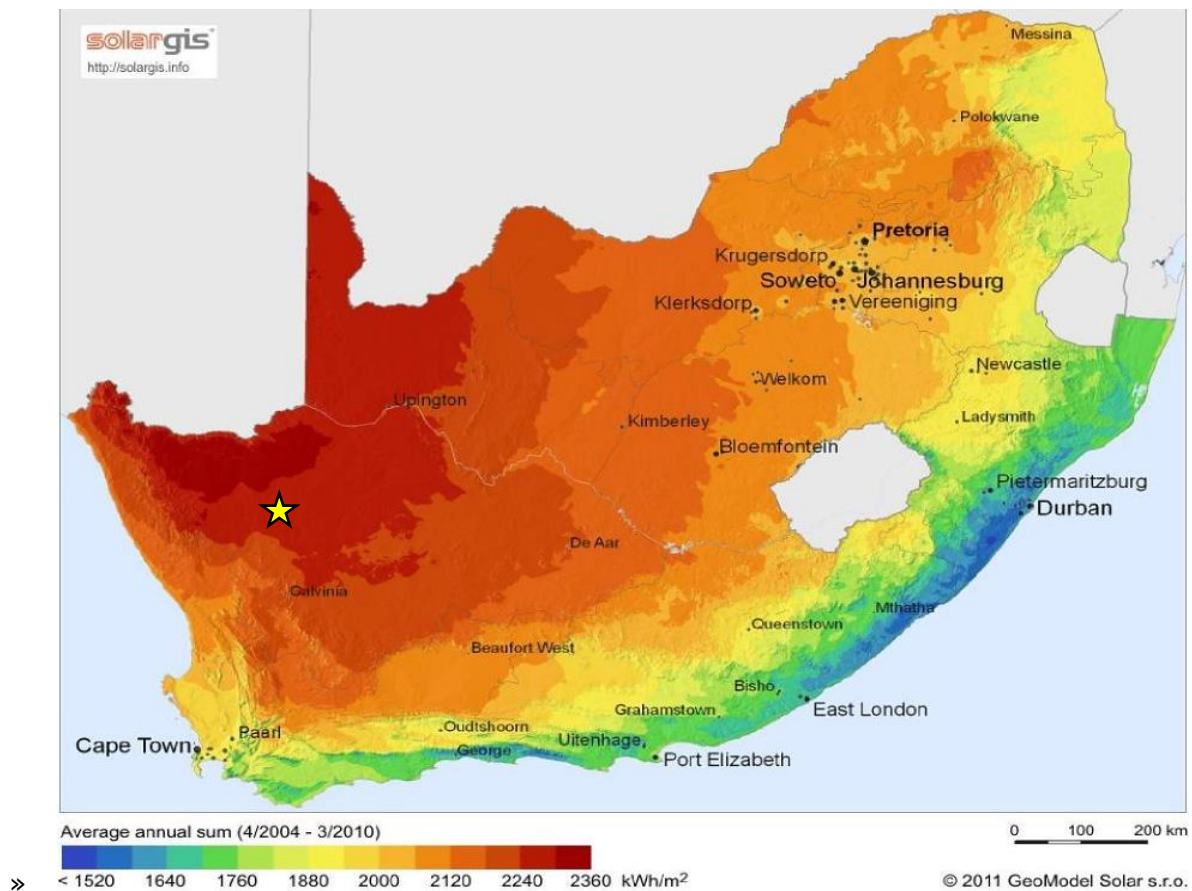 solargis
http://solargis.info
Messina
Polokwane
Pretoria
Krugersdorp
Soweto
Johannesburg
Klerksdorp
Vereeniging
Newcastle
Welkom
Upington
Kimberley
Ladysmith
Bloemfontein
Pietermaritzburg
Durban
De Aar
Calvinia
Mthatha
Queenstown
Beaufort West
Bisho
Grahamstown
East London
Oudtshoorn
Paarl
Uitenhage
Cape Town
George
Port Elizabeth
Average annual sum (4/2004 - 3/2010)
0 100 200 km
< 1520 1640 1760 1880 2000 2120 2240 2360 kWh/m²
»
© 2011 GeoModel Solar s.r.o.